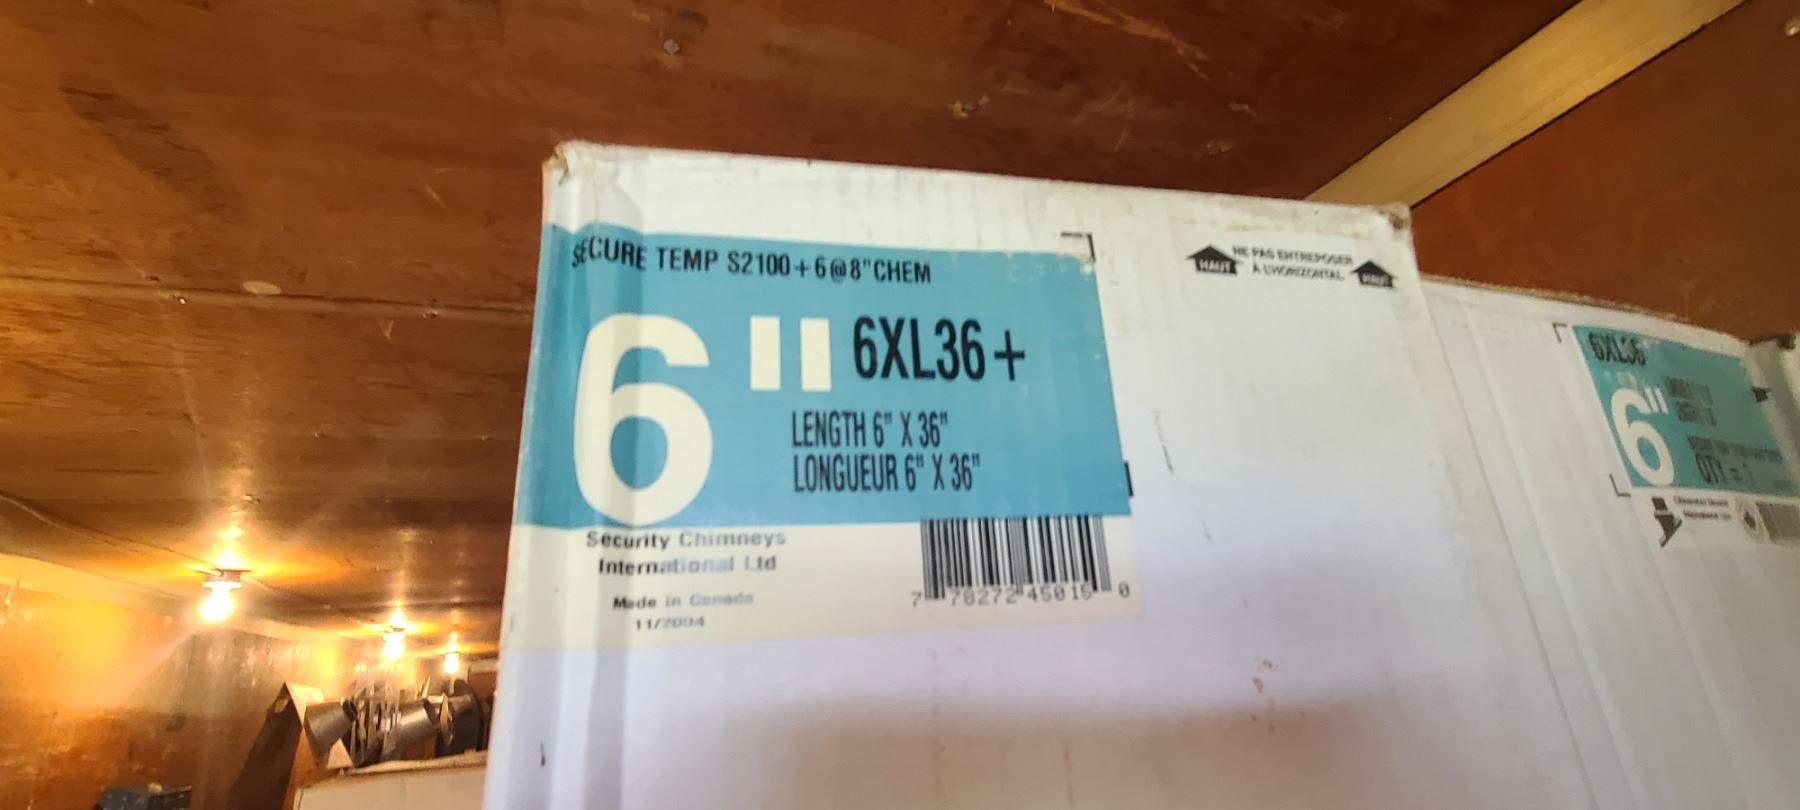 SECURE TEMP S2100+6@8"CHEM
6" 6XL36+
LENGTH 6" X 36"
LONGUEUR 6" X 36"
Security Chimneys
International Ltd
Made in Canada
11/2004
7 78272 45015 0
NE PAS ENTREPOSER
À L'HORIZONTAL
HAUT HAUT
6XL36
6"
QTY = 1